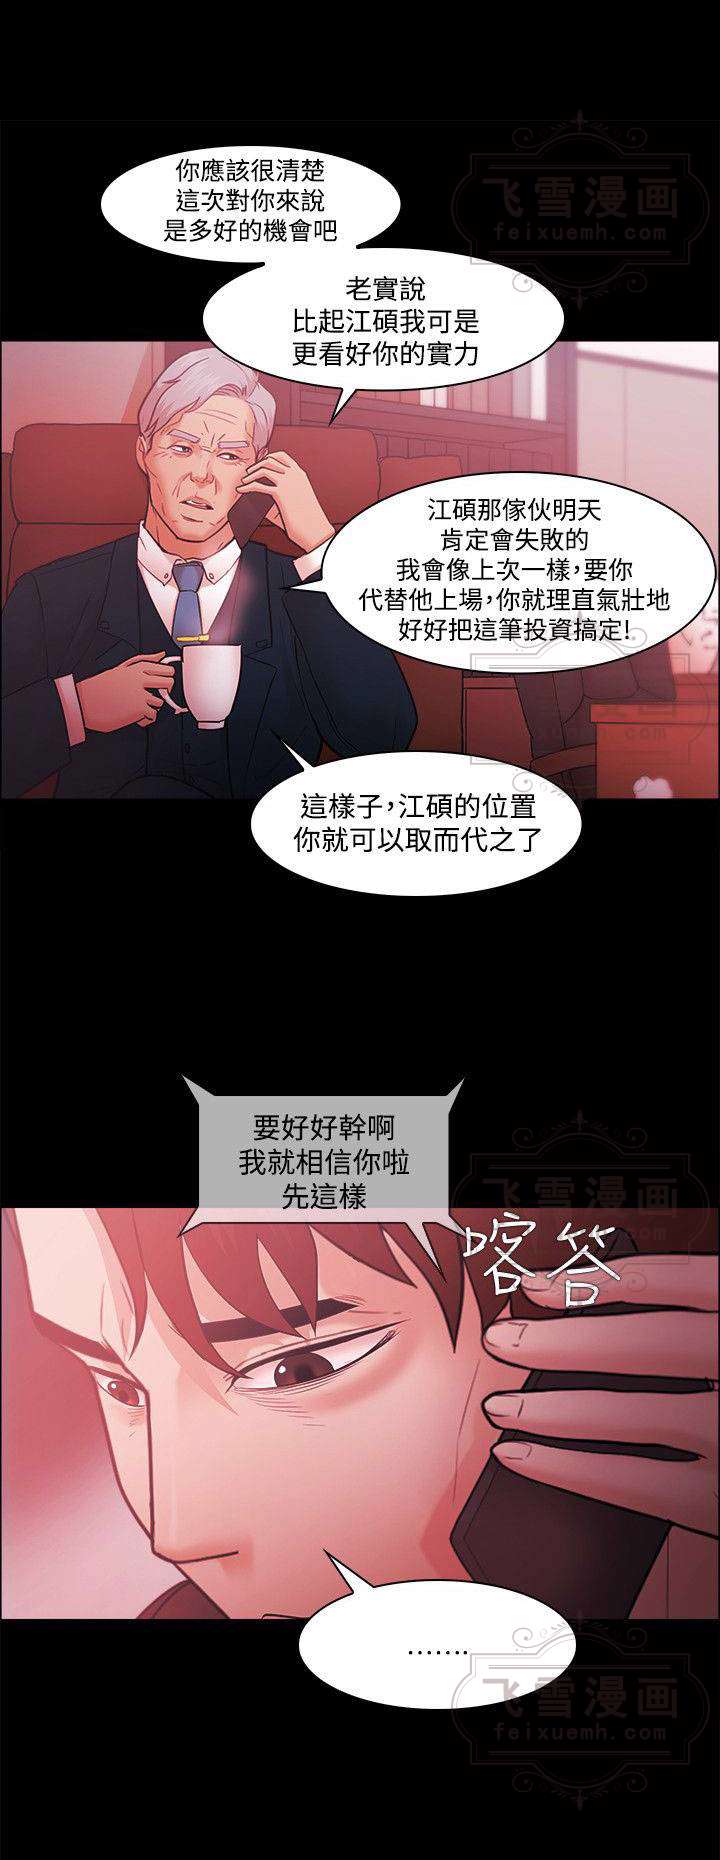 飞雪漫画
feixuemh.com
你應該很清楚
這次對你來說
是多好的機會吧
老實說
比起江碩我可是
更看好你的實力
江碩那傢伙明天
肯定會失敗的
我會像上次一樣，要你
代替他上場，你就理直氣壯地
好好把這筆投資搞定!
飞雪漫画
feixuemh.com
這樣子，江碩的位置
你就可以取而代之了
要好好幹啊
我就相信你啦
先這樣
飞雪漫画
喀答
.......
飞雪漫画
feixuemh.com